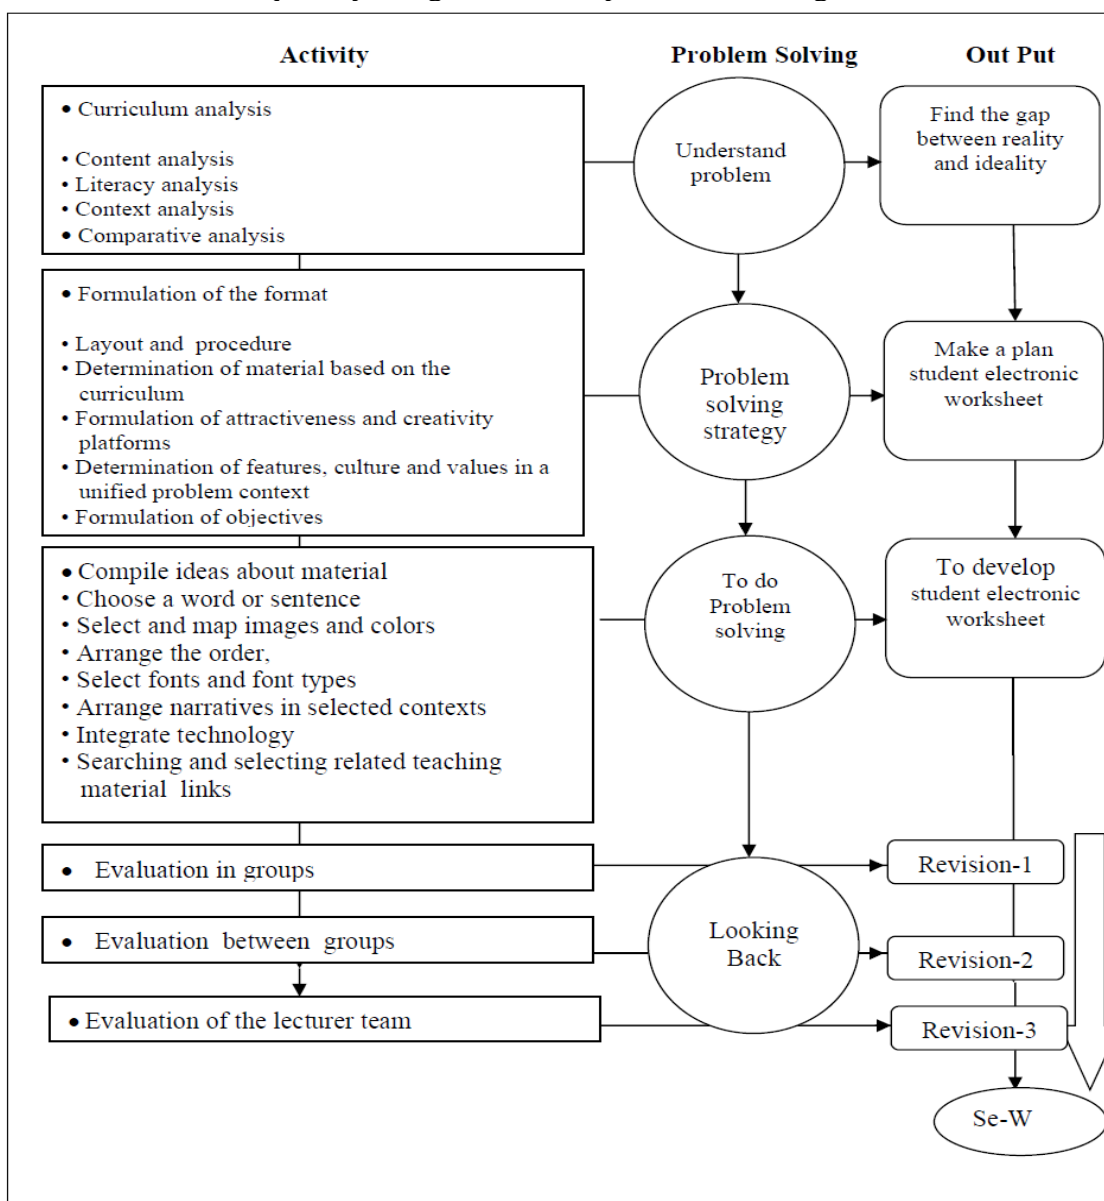 Activity
Problem Solving
Out Put
• Curriculum analysis
• Content analysis
• Literacy analysis
• Context analysis
• Comparative analysis
Understand
problem
Find the gap
between reality
and ideality
• Formulation of the format
• Layout and procedure
• Determination of material based on the
curriculum
• Formulation of attractiveness and creativity
platforms
• Determination of features, culture and values in a
unified problem context
• Formulation of objectives
Problem
solving
strategy
Make a plan
student electronic
worksheet
• Compile ideas about material
• Choose a word or sentence
• Select and map images and colors
• Arrange the order,
• Select fonts and font types
• Arrange narratives in selected contexts
• Integrate technology
• Searching and selecting related teaching
material links
To do
Problem
solving
To develop
student electronic
worksheet
• Evaluation in groups
Revision-1
• Evaluation between groups
Looking
Back
Revision-2
• Evaluation of the lecturer team
Revision-3
Se-W